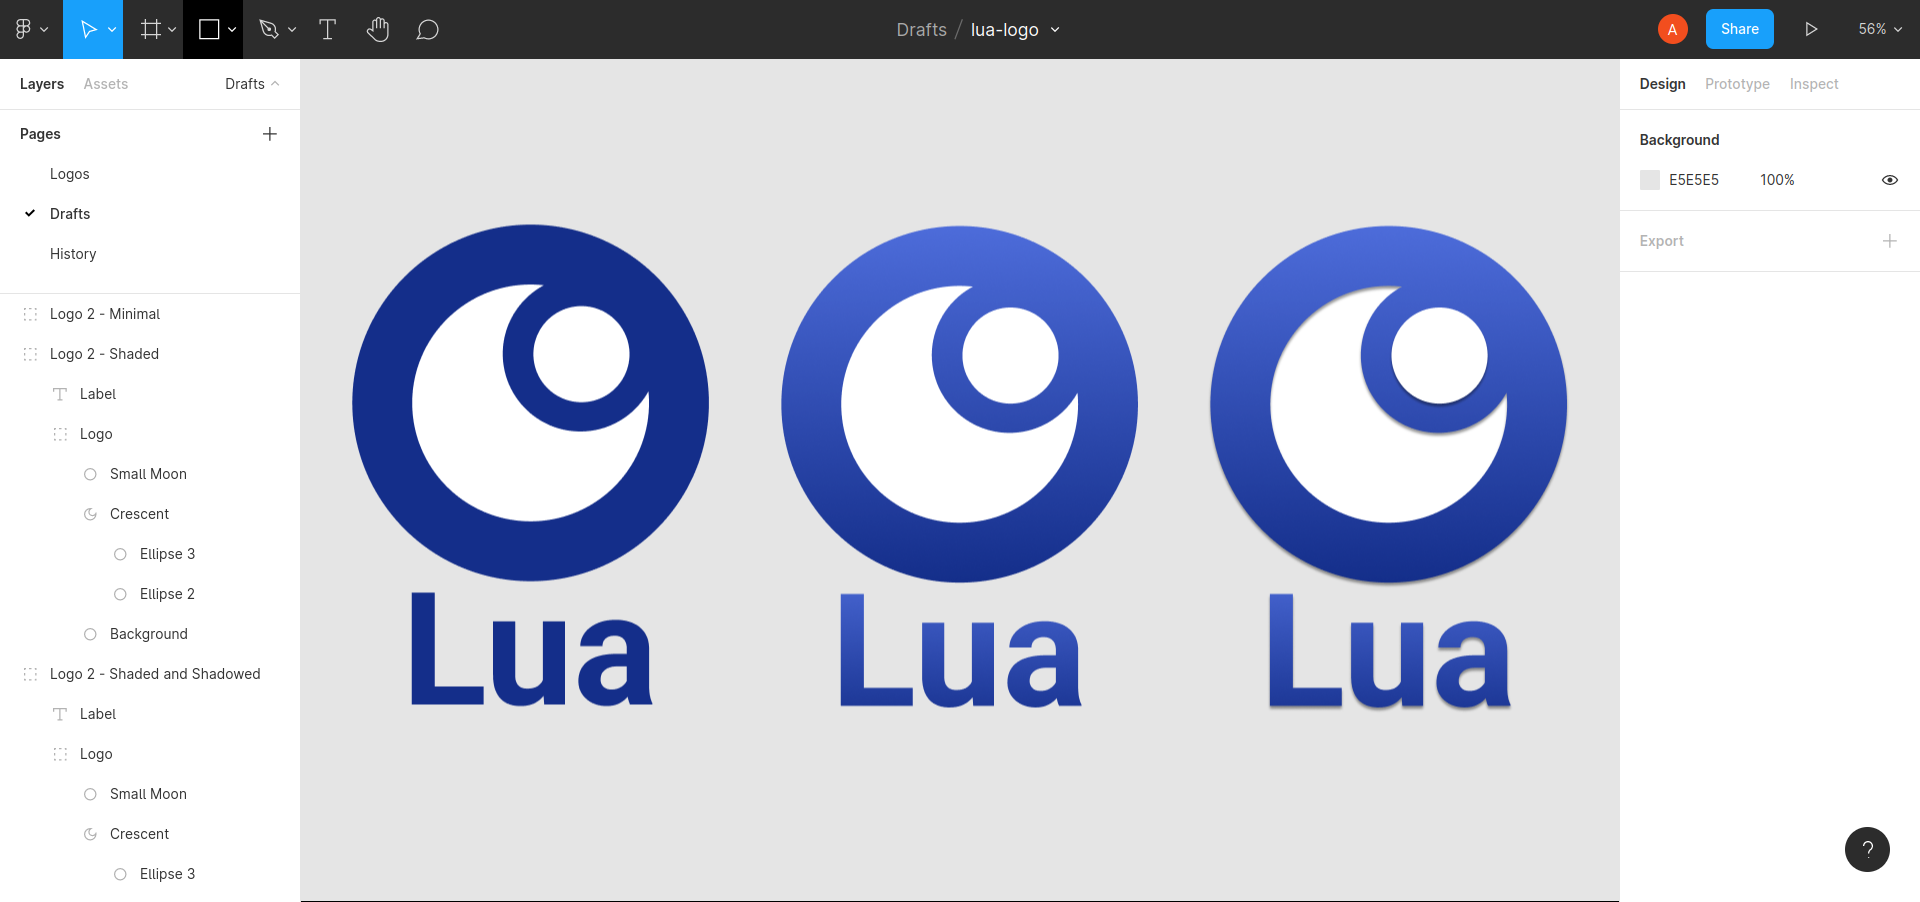 Drafts / lua-logo
A
Share
56%
Layers Assets Drafts
Pages
Logos
Drafts
History
Logo 2 - Minimal
Logo 2 - Shaded
Label
Logo
Small Moon
Crescent
Ellipse 3
Ellipse 2
Background
Logo 2 - Shaded and Shadowed
Label
Logo
Small Moon
Crescent
Ellipse 3
Lua Lua Lua
Design Prototype Inspect
Background
E5E5E5 100%
Export
?